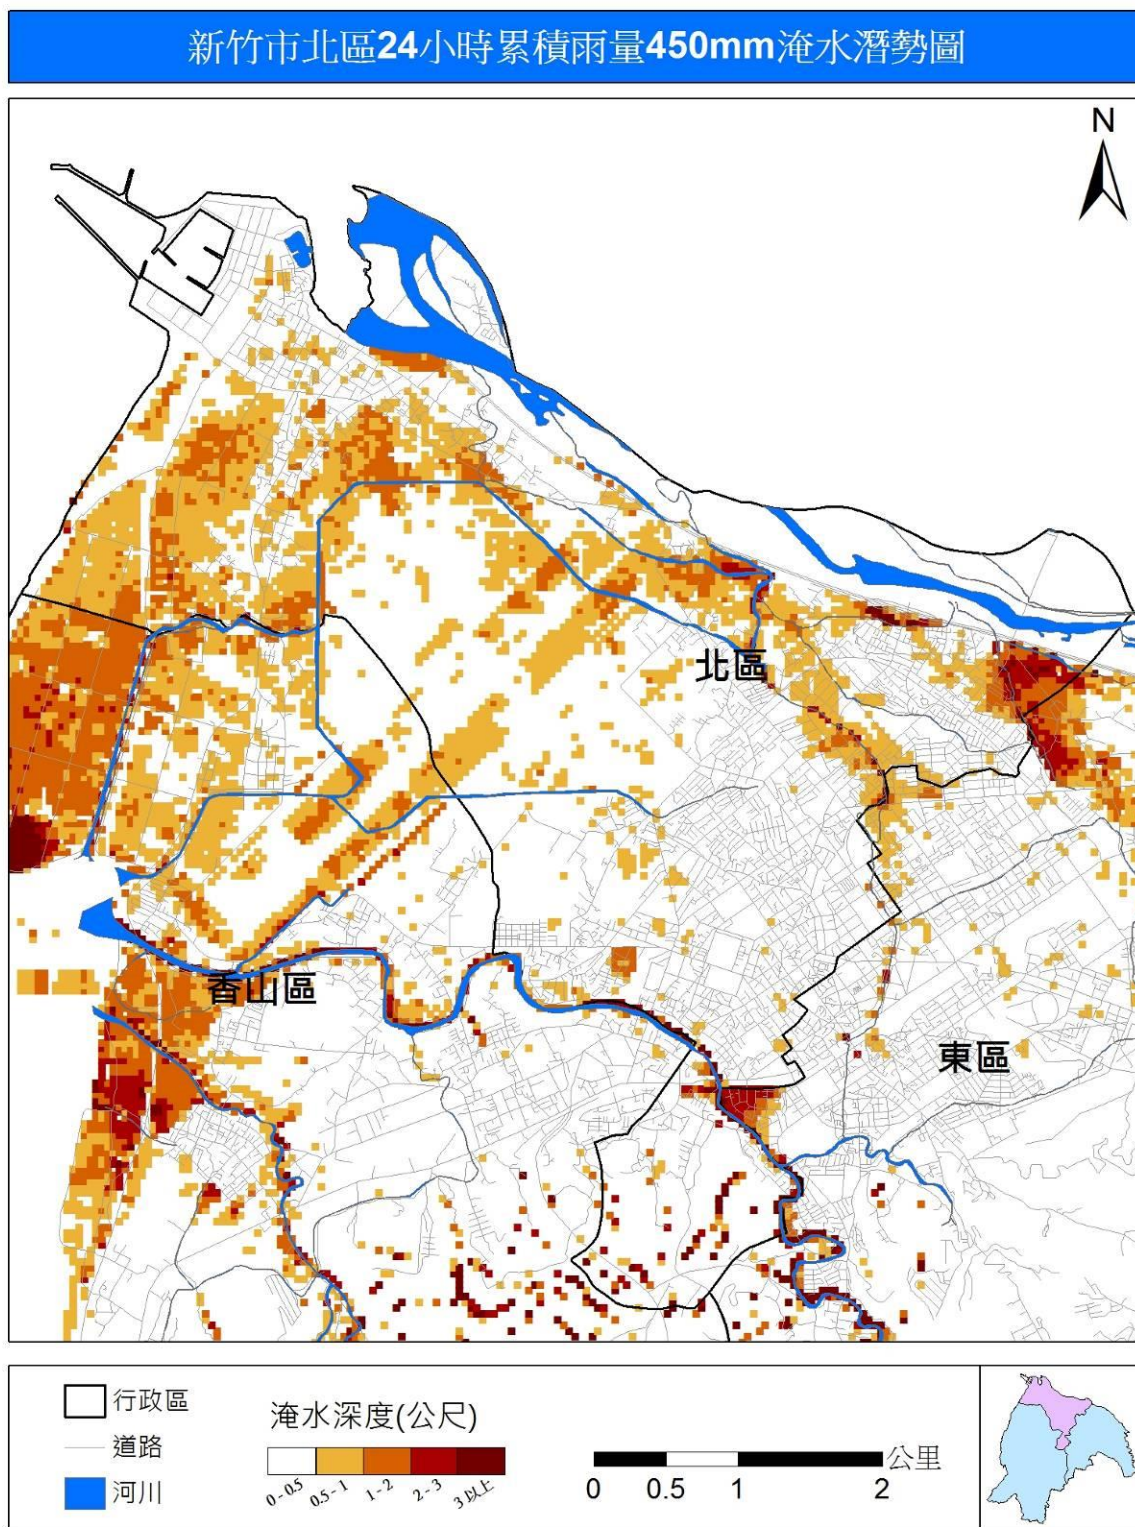 新竹市北區24小時累積雨量450mm淹水潛勢圖
N
北區
香山區
東區
行政區
道路
河川
淹水深度(公尺)
0 - 0.5
0.5 - 1
1 - 2
2 - 3
3 以上
公里
0 0.5 1 2